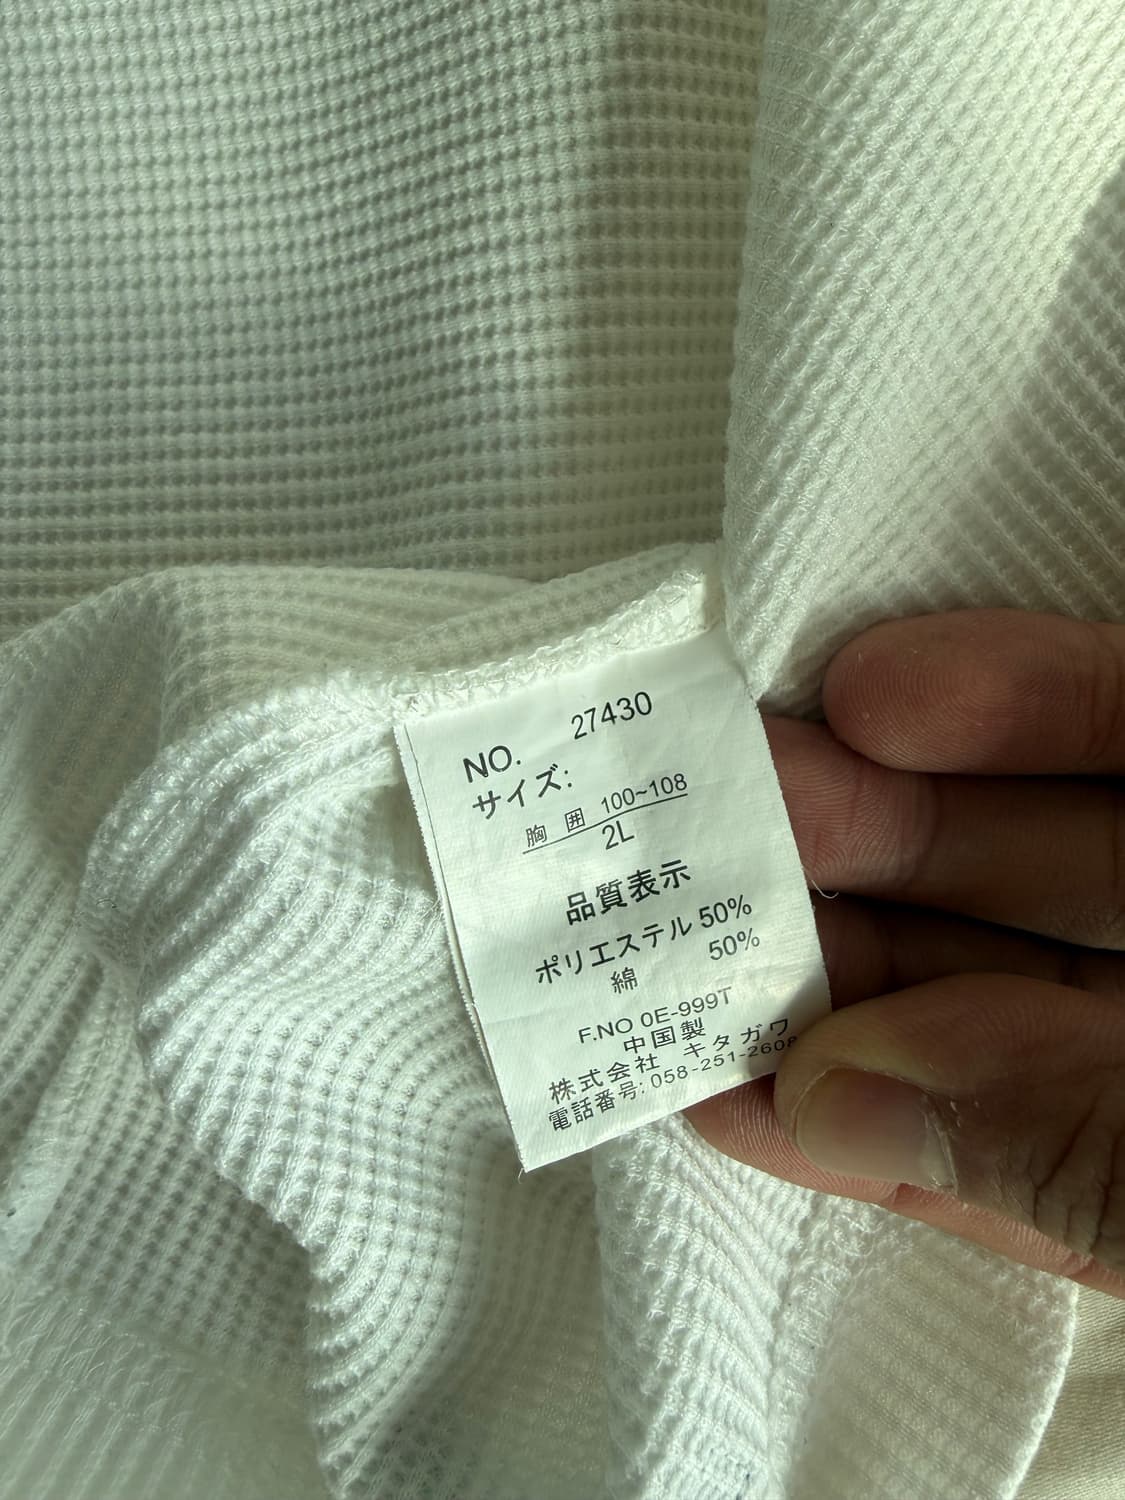 NO. 27430
サイズ:
胸 囲 100~108
2L
品質表示
ポリエステル 50%
綿 50%
F.NO 0E-999T
中国製
株式会社 キタガワ
電話番号: 058-251-2608